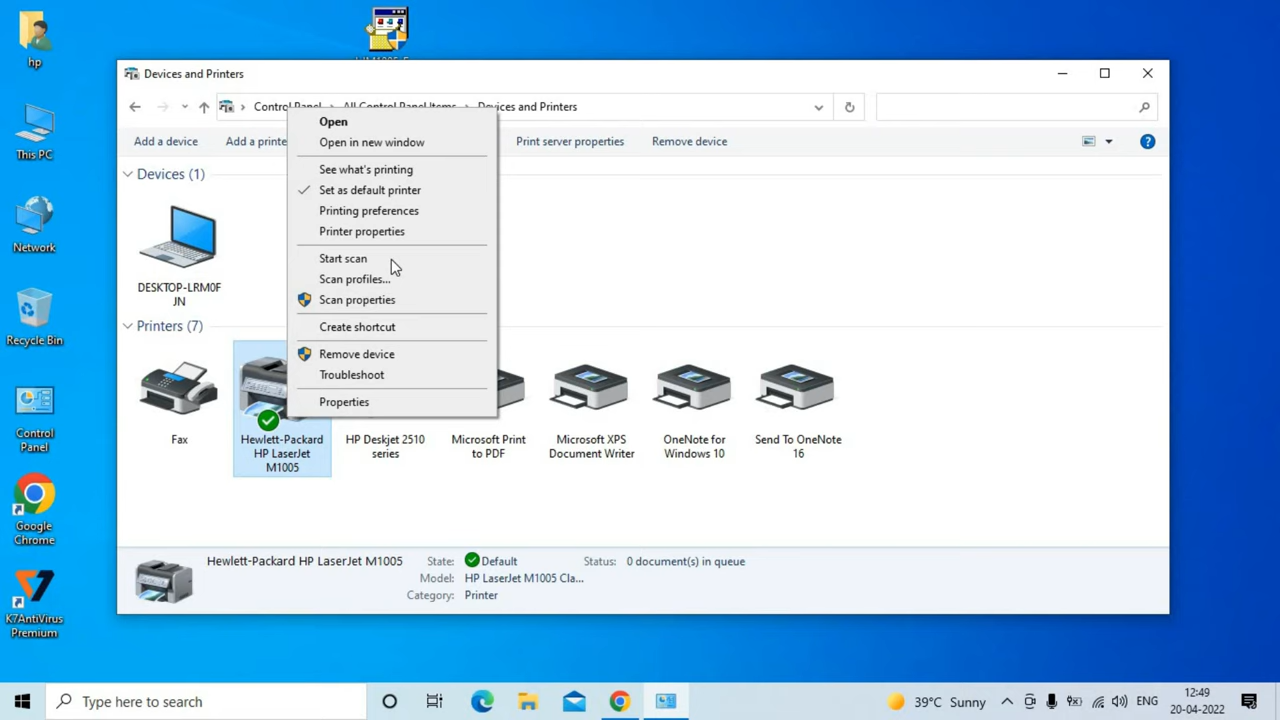 hp
This PC
Network
Recycle Bin
Control
Panel
Google
Chrome
K7AntiVirus
Premium
Devices and Printers
Control Panel
All Control Panel Items
Devices and Printers
Add a device
Add a printe
Print server properties
Remove device
Open
Open in new window
See what's printing
Set as default printer
Printing preferences
Printer properties
Start scan
Scan profiles...
Scan properties
Create shortcut
Remove device
Troubleshoot
Properties
Devices (1)
DESKTOP-LRM0F
JN
Printers (7)
Fax
Hewlett-Packard
HP LaserJet
M1005
HP Deskjet 2510
series
Microsoft Print
to PDF
Microsoft XPS
Document Writer
OneNote for
Windows 10
Send To OneNote
16
Hewlett-Packard HP LaserJet M1005
State: Default
Status: 0 document(s) in queue
Model: HP LaserJet M1005 Cla...
Category: Printer
Type here to search
39°C Sunny
ENG
12:49
20-04-2022